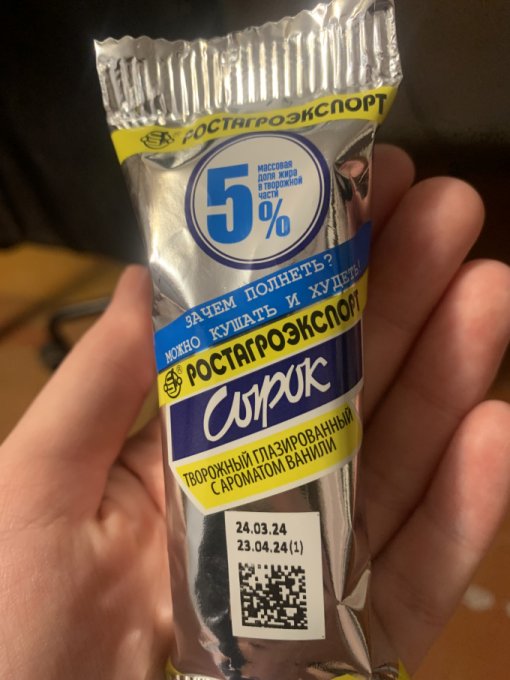 РОСТАГРОЭКСПОРТ
5%
массовая
доля жира
в творожной
части
ЗАЧЕМ ПОЛНЕТЬ?
МОЖНО КУШАТЬ И ХУДЕТЬ!
РОСТАГРОЭКСПОРТ
Сырок
ТВОРОЖНЫЙ ГЛАЗИРОВАННЫЙ
С АРОМАТОМ ВАНИЛИ
24.03.24
23.04.24(1)